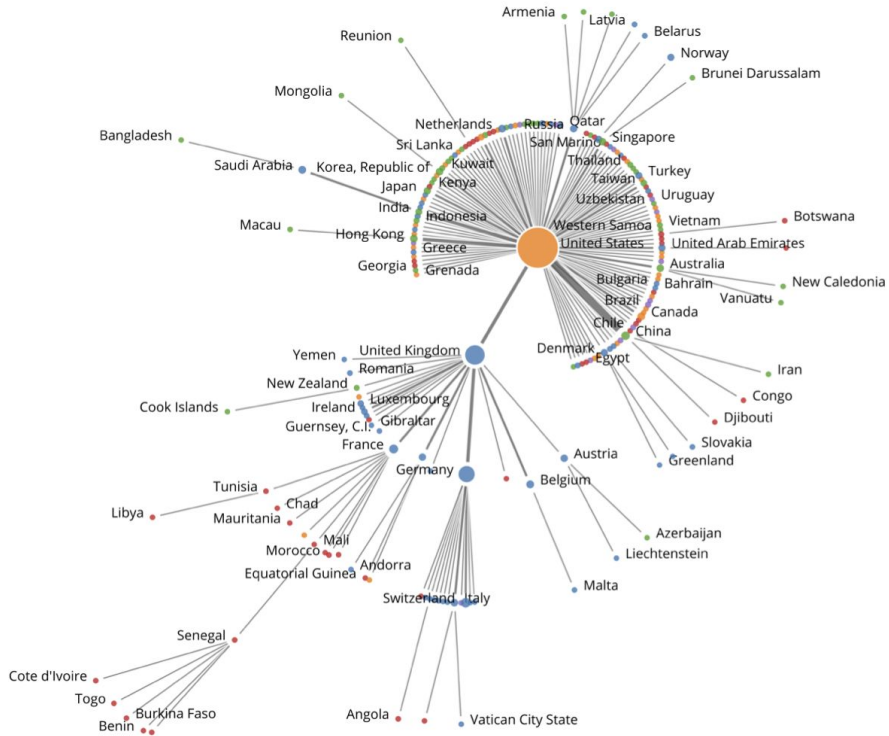 Armenia
Latvia
Belarus
Reunion
Norway
Brunei Darussalam
Mongolia
Netherlands
Russia
Qatar
Bangladesh
Sri Lanka
San Marino
Singapore
Saudi Arabia
Korea, Republic of
Kuwait
Thailand
Turkey
Japan
Kenya
Taiwan
Uruguay
India
Indonesia
Uzbekistan
Macau
Hong Kong
Western Samoa
Vietnam
Botswana
Greece
United States
United Arab Emirates
Georgia
Grenada
Australia
Bulgaria
Bahrain
New Caledonia
Brazil
Vanuatu
Canada
Chile
China
Yemen
United Kingdom
Denmark
Egypt
Romania
Iran
New Zealand
Luxembourg
Congo
Cook Islands
Ireland
Gibraltar
Djibouti
Guernsey, C.I.
France
Slovakia
Germany
Austria
Greenland
Tunisia
Belgium
Libya
Chad
Mauritania
Azerbaijan
Morocco
Mali
Liechtenstein
Equatorial Guinea
Andorra
Malta
Switzerland
Italy
Senegal
Cote d'Ivoire
Togo
Burkina Faso
Benin
Angola
Vatican City State